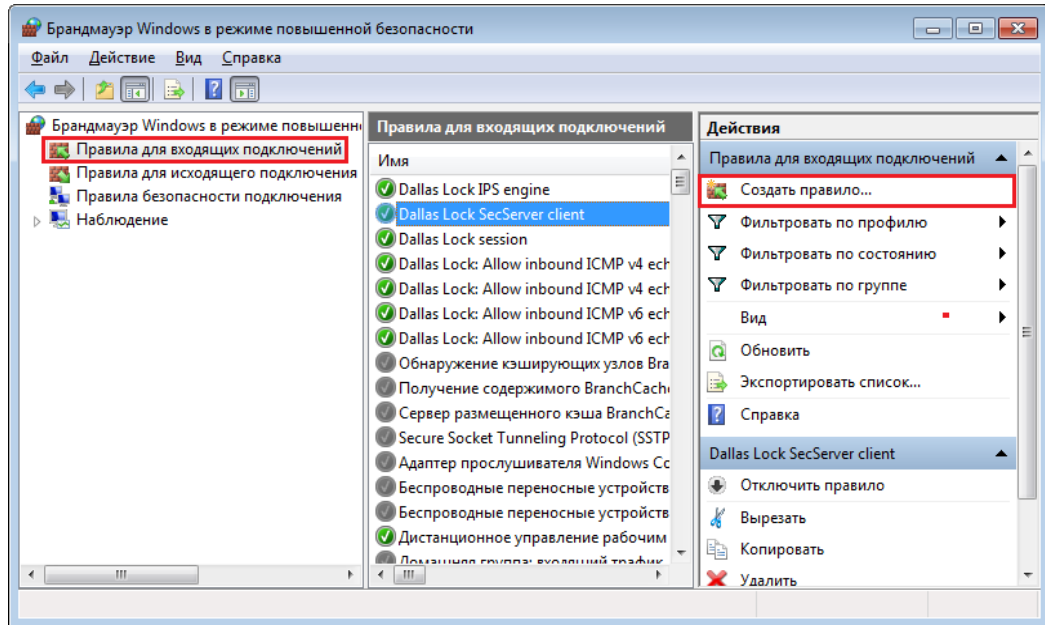 Брандмауэр Windows в режиме повышенной безопасности
Файл Действие Вид Справка
Брандмауэр Windows в режиме повышенн
Правила для входящих подключений
Правила для исходящего подключения
Правила безопасности подключения
Наблюдение
Правила для входящих подключений
Имя
Dallas Lock IPS engine
Dallas Lock SecServer client
Dallas Lock session
Dallas Lock: Allow inbound ICMP v4 ech
Dallas Lock: Allow inbound ICMP v4 ech
Dallas Lock: Allow inbound ICMP v6 ech
Dallas Lock: Allow inbound ICMP v6 ech
Обнаружение кэширующих узлов Bra
Получение содержимого BranchCach
Сервер размещенного кэша BranchCa
Secure Socket Tunneling Protocol (SSTP
Адаптер прослушивателя Windows Co
Беспроводные переносные устройств
Беспроводные переносные устройств
Дистанционное управление рабочим
Домашняя группа: входящий трафик
Действия
Правила для входящих подключений
Создать правило...
Фильтровать по профилю
Фильтровать по состоянию
Фильтровать по группе
Вид
Обновить
Экспортировать список...
Справка
Dallas Lock SecServer client
Отключить правило
Вырезать
Копировать
Удалить